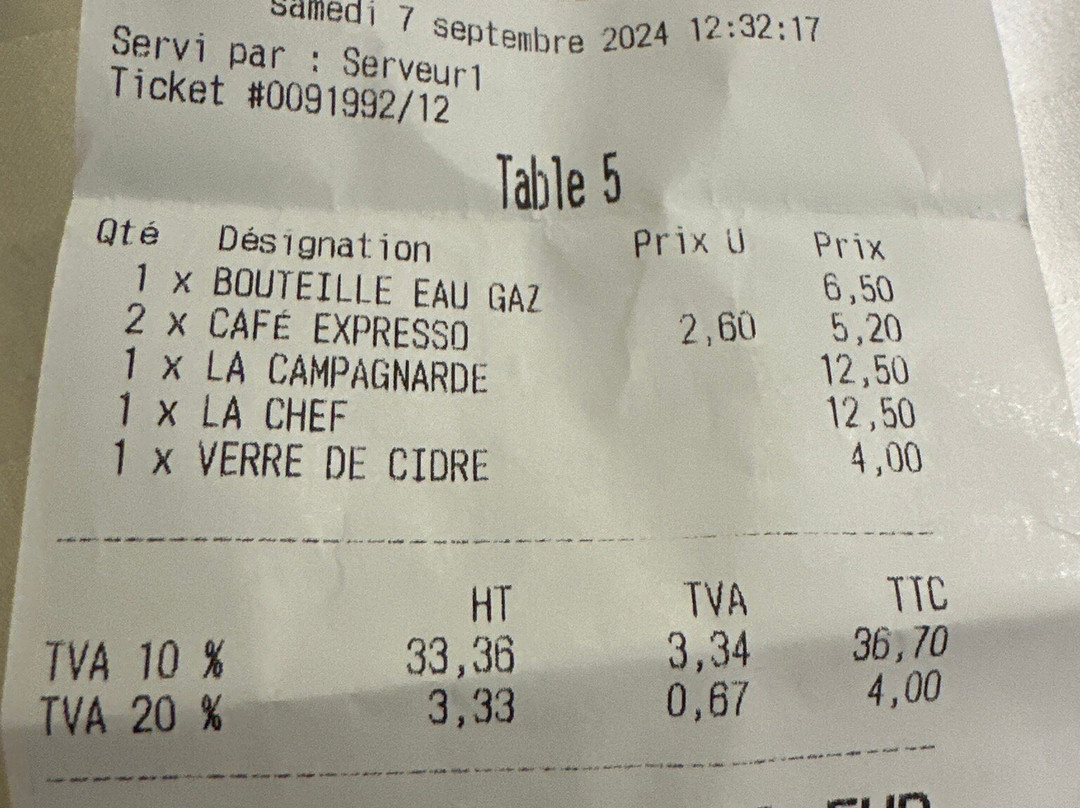 samedi 7 septembre 2024 12:32:17
Servi par : Serveur1
Ticket #0091992/12
Table 5
Qté Désignation Prix U Prix
1 x BOUTEILLE EAU GAZ 6,50
2 x CAFÉ EXPRESSO 2,60 5,20
1 x LA CAMPAGNARDE 12,50
1 x LA CHEF 12,50
1 x VERRE DE CIDRE 4,00
HT TVA TTC
TVA 10 % 33,36 3,34 36,70
TVA 20 % 3,33 0,67 4,00
EUR